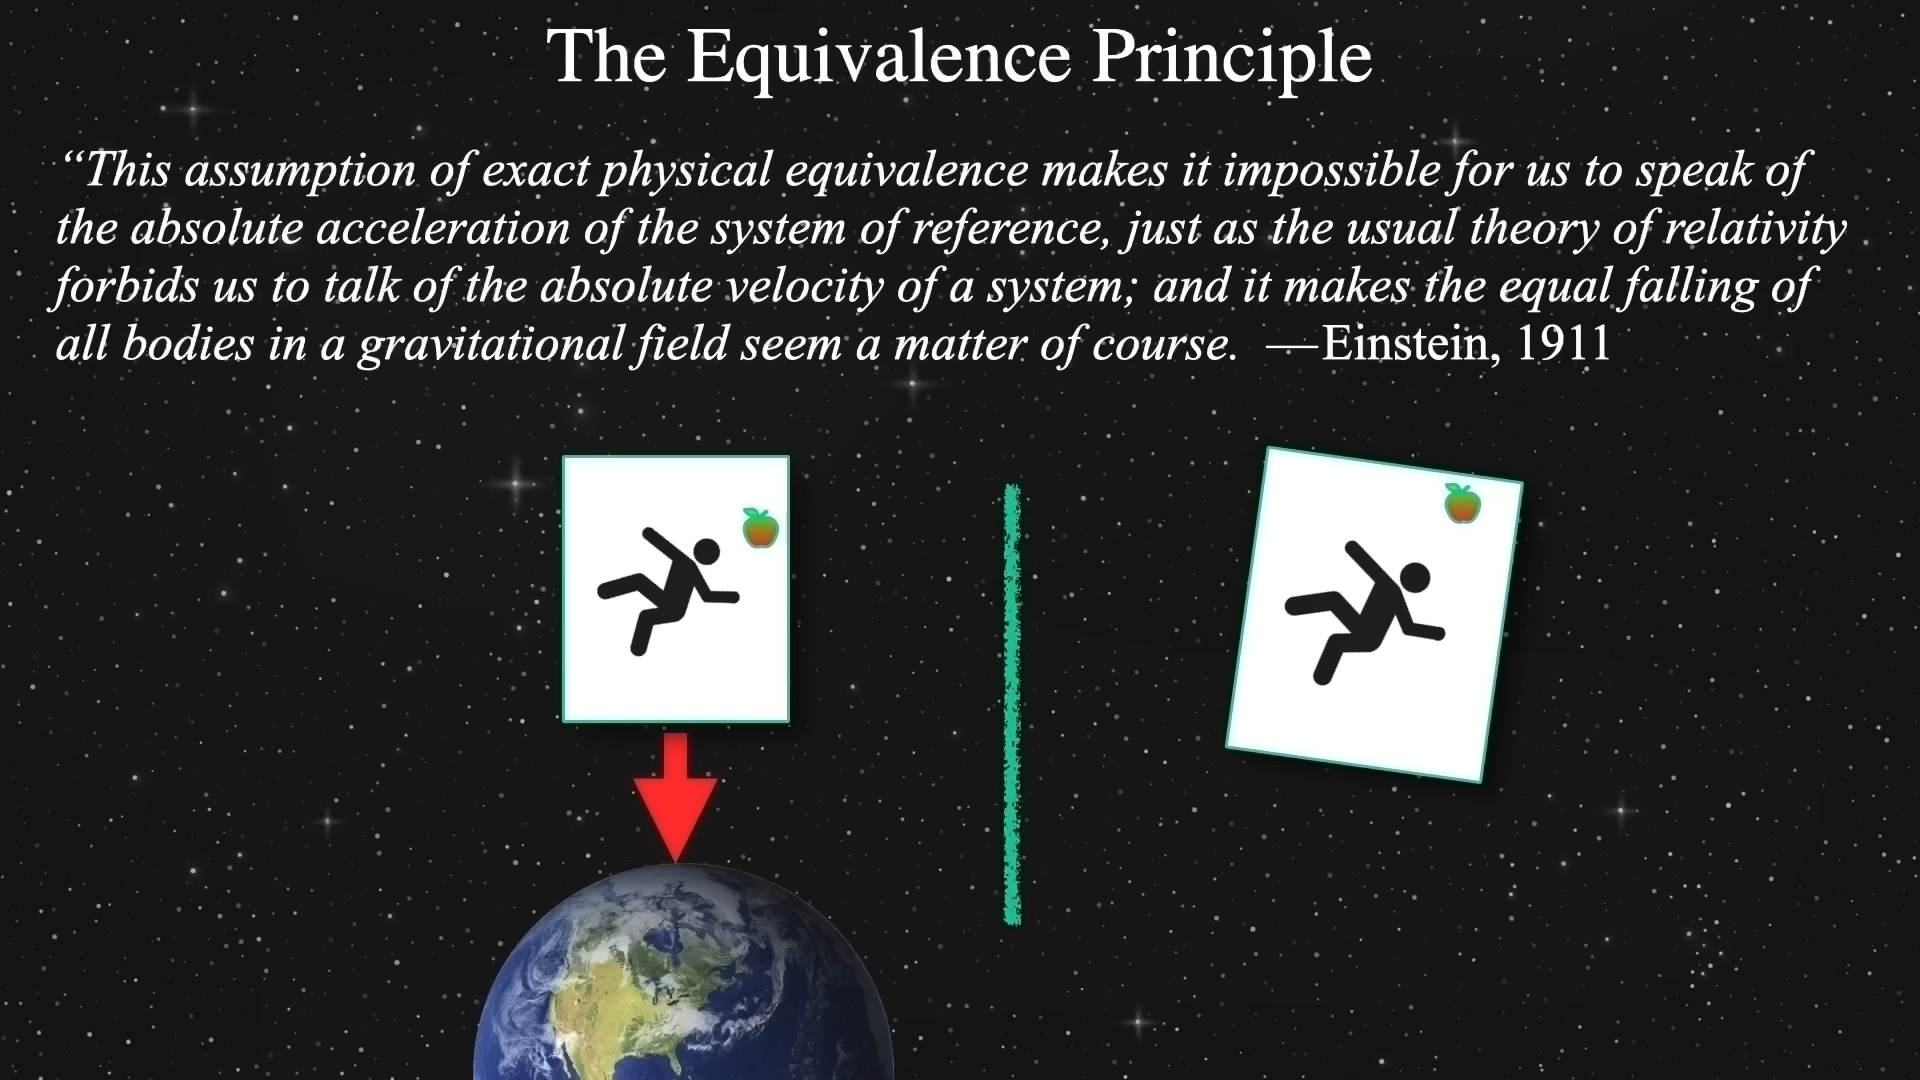 The Equivalence Principle
“This assumption of exact physical equivalence makes it impossible for us to speak of
the absolute acceleration of the system of reference, just as the usual theory of relativity
forbids us to talk of the absolute velocity of a system; and it makes the equal falling of
all bodies in a gravitational field seem a matter of course. —Einstein, 1911